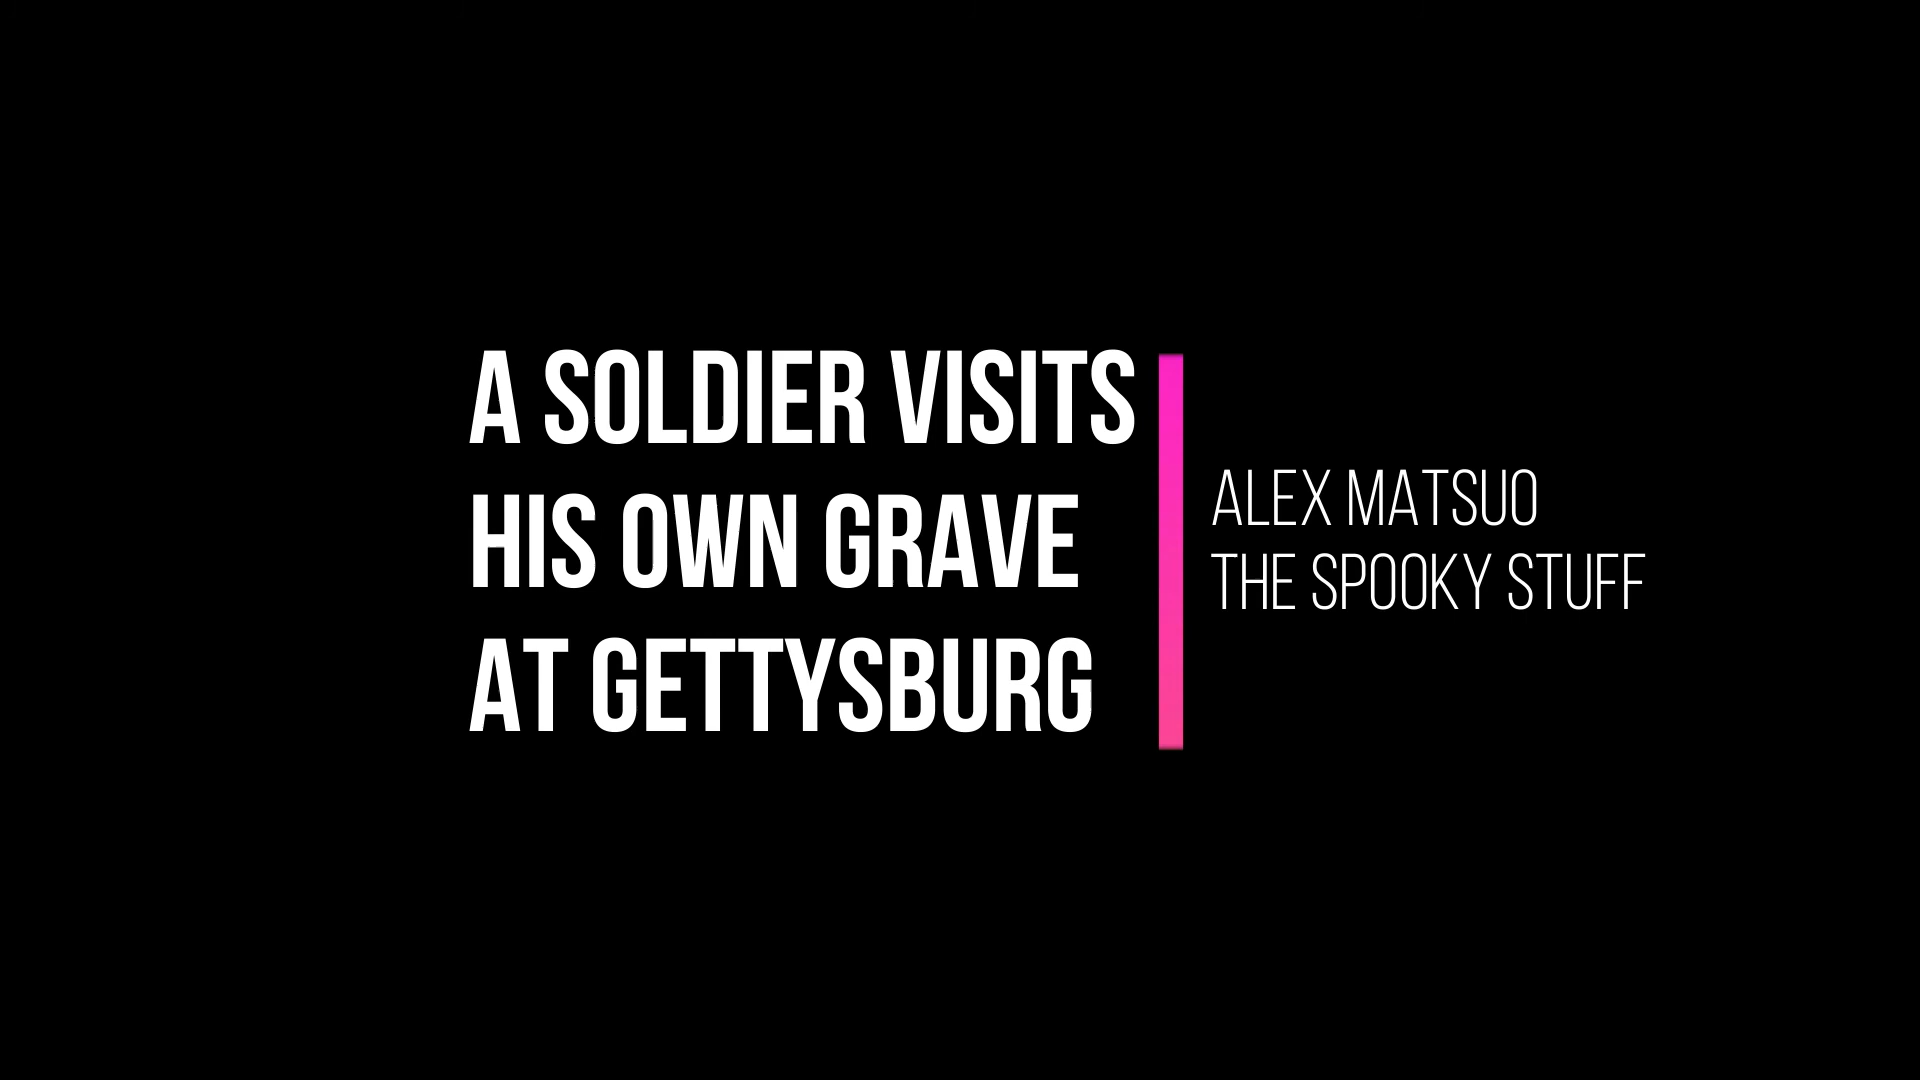 A SOLDIER VISITS
HIS OWN GRAVE
AT GETTYSBURG
ALEX MATSUO
THE SPOOKY STUFF